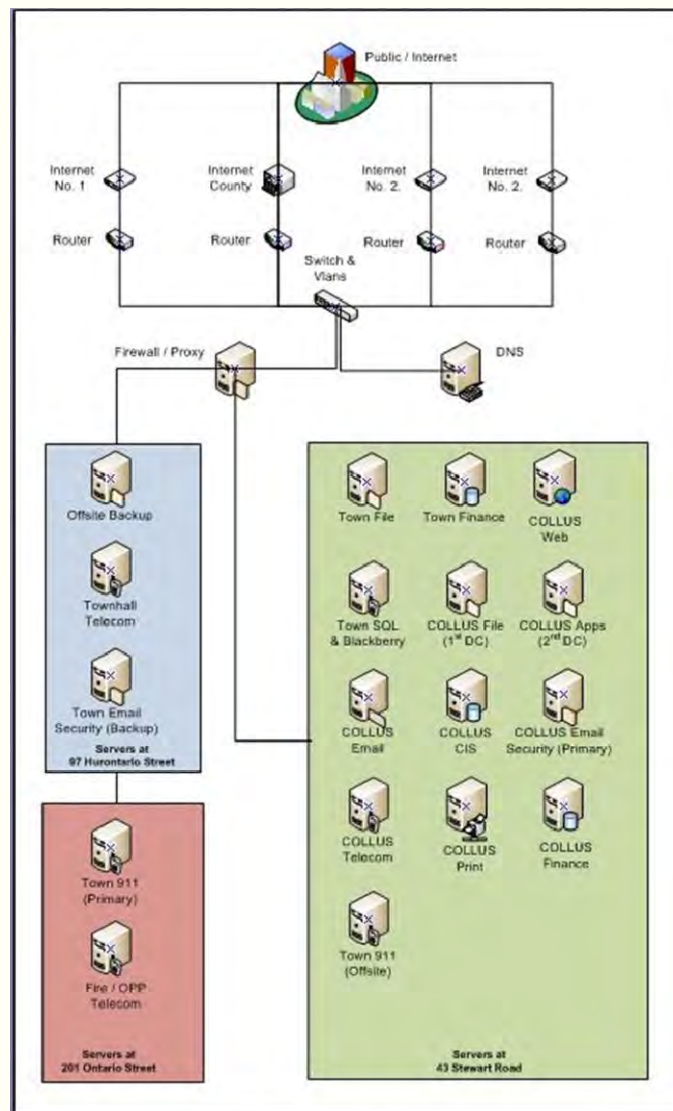 Public / Internet
Internet
No. 1
Internet
County
Internet
No. 2.
Internet
No. 2.
Router
Router
Router
Router
Switch &
Vlans
Firewall / Proxy
DNS
Offsite Backup
Townhall
Telecom
Town Email
Security (Backup)
Servers at
97 Hurontario Street
Town 911
(Primary)
Fire / OPP
Telecom
Servers at
201 Ontario Street
Town File
Town Finance
COLLUS
Web
Town SQL
& Blackberry
COLLUS File
(1st DC)
COLLUS Apps
(2nd DC)
COLLUS
Email
COLLUS
CIS
COLLUS Email
Security (Primary)
COLLUS
Telecom
COLLUS
Print
COLLUS
Finance
Town 911
(Offsite)
Servers at
43 Stewart Road